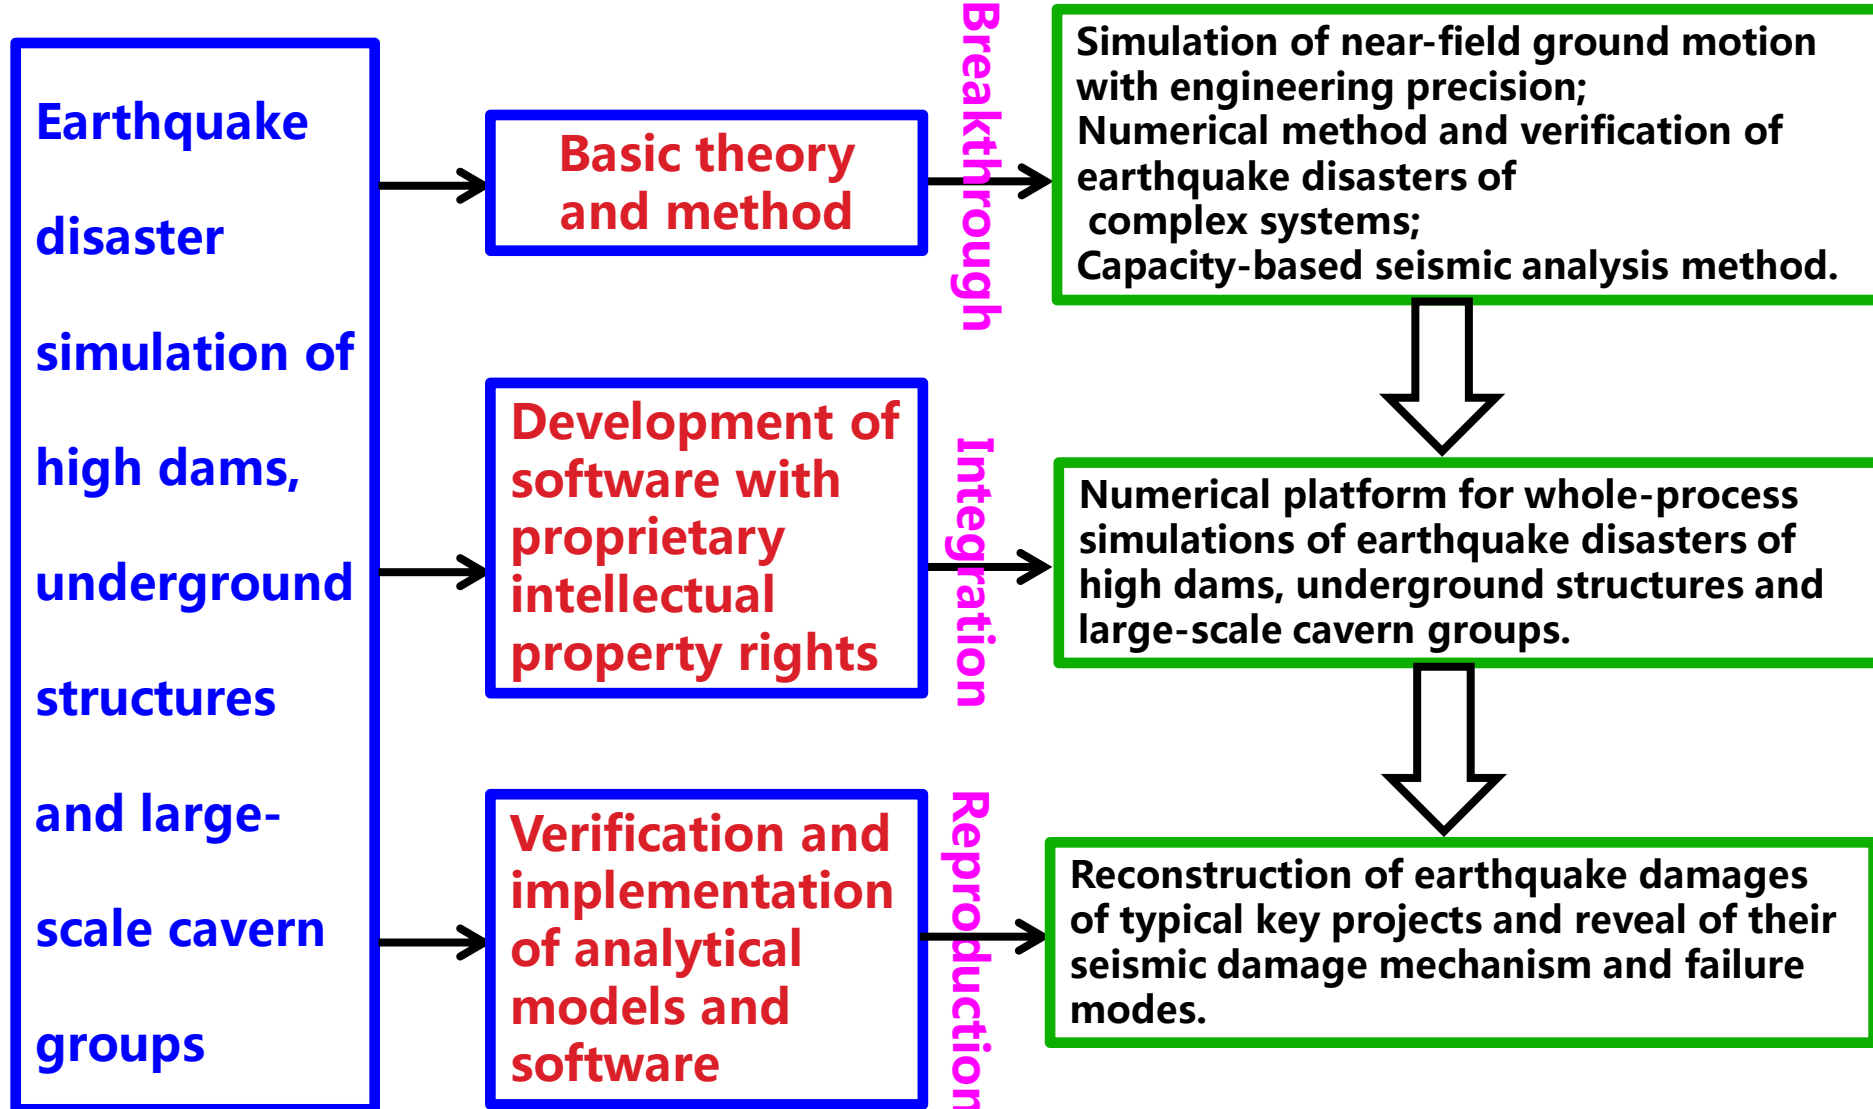 Earthquake
disaster
simulation of
high dams,
underground
structures
and large-
scale cavern
groups
Basic theory
and method
Breakthrough
Simulation of near-field ground motion
with engineering precision;
Numerical method and verification of
earthquake disasters of
complex systems;
Capacity-based seismic analysis method.
Development of
software with
proprietary
intellectual
property rights
Integration
Numerical platform for whole-process
simulations of earthquake disasters of
high dams, underground structures and
large-scale cavern groups.
Verification and
implementation
of analytical
models and
software
Reproduction
Reconstruction of earthquake damages
of typical key projects and reveal of their
seismic damage mechanism and failure
modes.